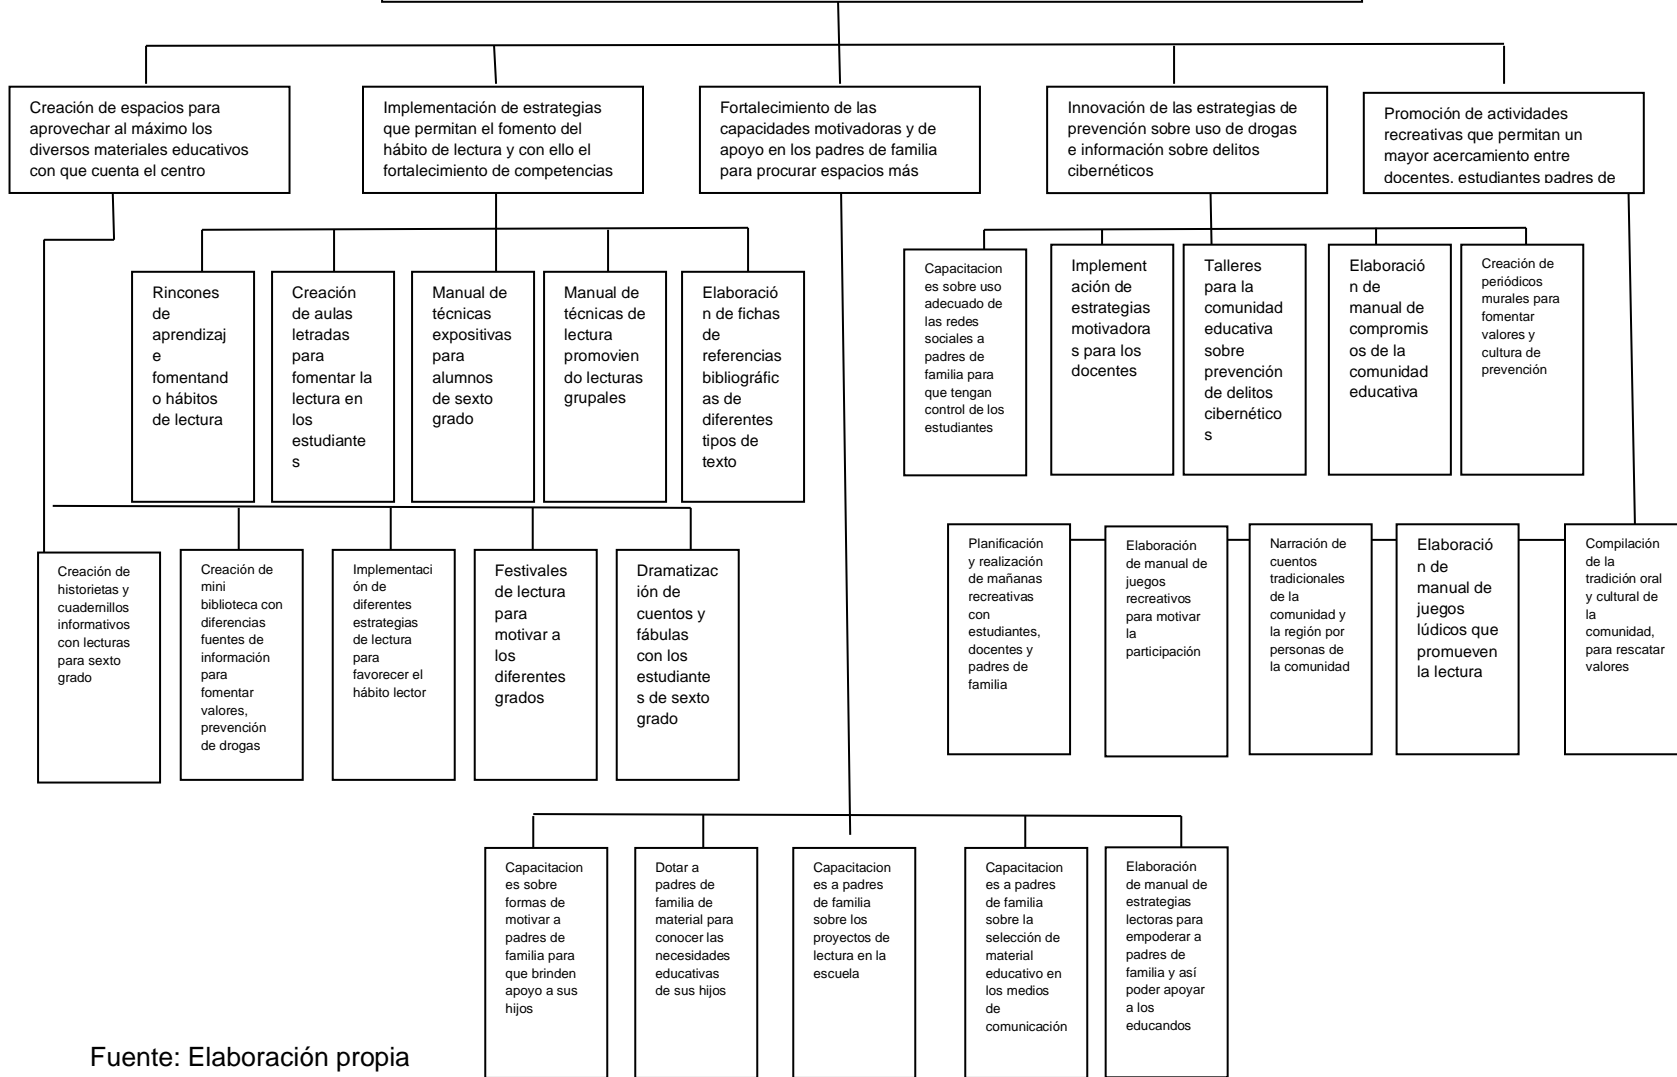 Creación de espacios para
aprovechar al máximo los
diversos materiales educativos
con que cuenta el centro
Implementación de estrategias
que permitan el fomento del
hábito de lectura y con ello el
fortalecimiento de competencias
Fortalecimiento de las
capacidades motivadoras y de
apoyo en los padres de familia
para procurar espacios más
Innovación de las estrategias de
prevención sobre uso de drogas
e información sobre delitos
cibernéticos
Promoción de actividades
recreativas que permitan un
mayor acercamiento entre
docentes, estudiantes padres de
Rincones
de
aprendizaj
e
fomentand
o hábitos
de lectura
Creación
de aulas
letradas
para
fomentar la
lectura en
los
estudiante
s
Manual de
técnicas
expositivas
para
alumnos
de sexto
grado
Manual de
técnicas de
lectura
promovien
do lecturas
grupales
Elaboració
n de fichas
de
referencias
bibliográfic
as de
diferentes
tipos de
texto
Capacitacion
es sobre uso
adecuado de
las redes
sociales a
padres de
familia para
que tengan
control de los
estudiantes
Implement
ación de
estrategias
motivadora
s para los
docentes
Talleres
para la
comunidad
educativa
sobre
prevención
de delitos
cibernético
s
Elaboració
n de
manual de
compromis
os de la
comunidad
educativa
Creación de
periódicos
murales para
fomentar
valores y
cultura de
prevención
Creación de
historietas y
cuadernillos
informativos
con lecturas
para sexto
grado
Creación de
mini
biblioteca con
diferencias
fuentes de
información
para
fomentar
valores,
prevención
de drogas
Implementaci
ón de
diferentes
estrategias
de lectura
para
favorecer el
hábito lector
Festivales
de lectura
para
motivar a
los
diferentes
grados
Dramatizac
ión de
cuentos y
fábulas
con los
estudiante
s de sexto
grado
Planificación
y realización
de mañanas
recreativas
con
estudiantes,
docentes y
padres de
familia
Elaboración
de manual de
juegos
recreativos
para motivar
la
participación
Narración de
cuentos
tradicionales
de la
comunidad y
la región por
personas de
la comunidad
Elaboració
n de
manual de
juegos
lúdicos que
promueven
la lectura
Compilación
de la
tradición oral
y cultural de
la
comunidad,
para rescatar
valores
Capacitacion
es sobre
formas de
motivar a
padres de
familia para
que brinden
apoyo a sus
hijos
Dotar a
padres de
familia de
material para
conocer las
necesidades
educativas
de sus hijos
Capacitacion
es a padres
de familia
sobre los
proyectos de
lectura en la
escuela
Capacitacion
es a padres
de familia
sobre la
selección de
material
educativo en
los medios
de
comunicación
Elaboración
de manual de
estrategias
lectoras para
empoderar a
padres de
familia y así
poder apoyar
a los
educandos
Fuente: Elaboración propia